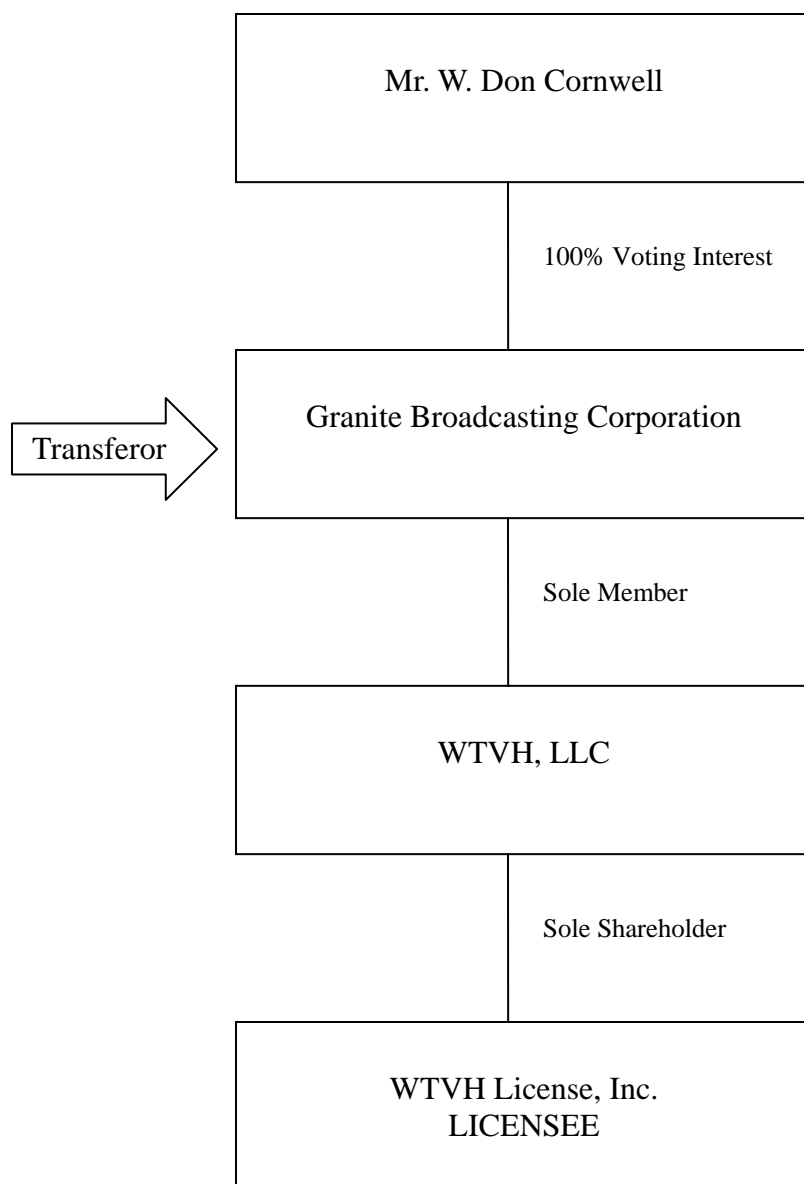 Mr. W. Don Cornwell
100% Voting Interest
Granite Broadcasting Corporation
Transferor
Sole Member
WTVH, LLC
Sole Shareholder
WTVH License, Inc.
LICENSEE